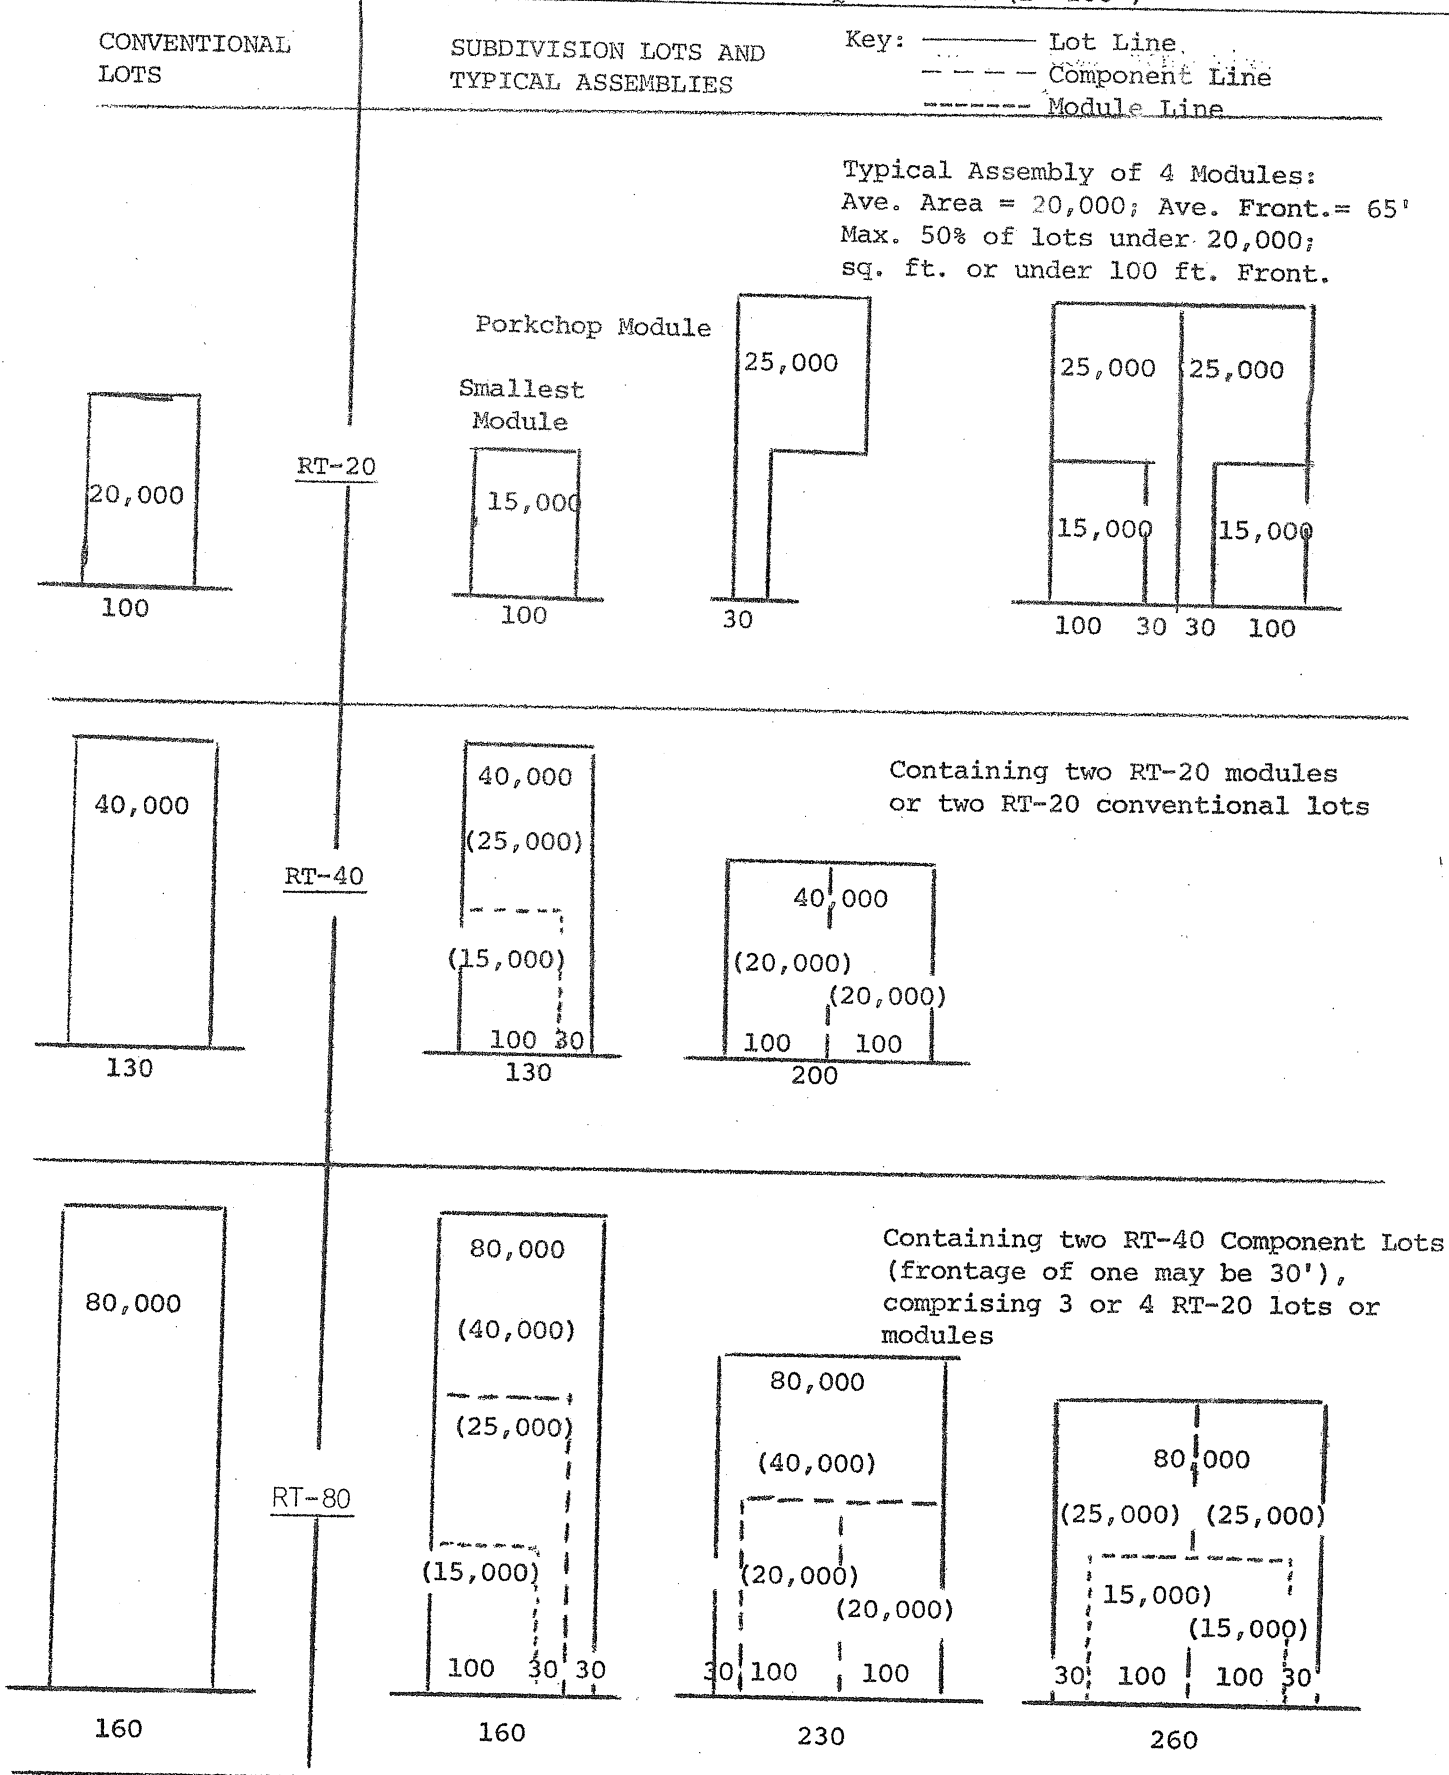 CONVENTIONAL
LOTS
SUBDIVISION LOTS AND
TYPICAL ASSEMBLIES
Key:
Lot Line
Component Line
Module Line
Typical Assembly of 4 Modules:
Ave. Area = 20,000; Ave. Front.= 65'
Max. 50% of lots under 20,000;
sq. ft. or under 100 ft. Front.
Porkchop Module
Smallest
Module
RT-20
20,000
100
15,000
100
25,000
30
25,000 25,000
15,000 15,000
100 30 30 100
RT-40
40,000
130
40,000
(25,000)
(15,000)
100 30
130
Containing two RT-20 modules
or two RT-20 conventional lots
40,000
(20,000)
(20,000)
100 100
200
RT-80
80,000
160
80,000
(40,000)
(25,000)
(15,000)
100 30 30
160
Containing two RT-40 Component Lots
(frontage of one may be 30'),
comprising 3 or 4 RT-20 lots or
modules
80,000
(40,000)
(20,000)
(20,000)
30 100 100
230
80,000
(25,000) (25,000)
15,000)
(15,000)
30 100 100 30
260